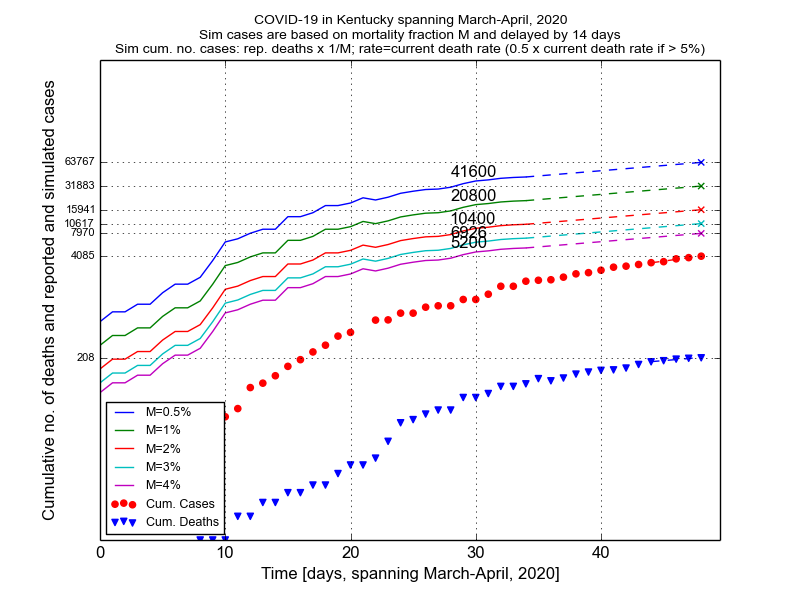 COVID-19 in Kentucky spanning March-April, 2020
Sim cases are based on mortality fraction M and delayed by 14 days
Sim cum. no. cases: rep. deaths x 1/M; rate=current death rate (0.5 x current death rate if > 5%)
Cumulative no. of deaths and reported and simulated cases
63767
31883
15941
10617
7970
4085
208
41600
20800
10400
6926
5200
M=0.5%
M=1%
M=2%
M=3%
M=4%
Cum. Cases
Cum. Deaths
0 10 20 30 40
Time [days, spanning March-April, 2020]